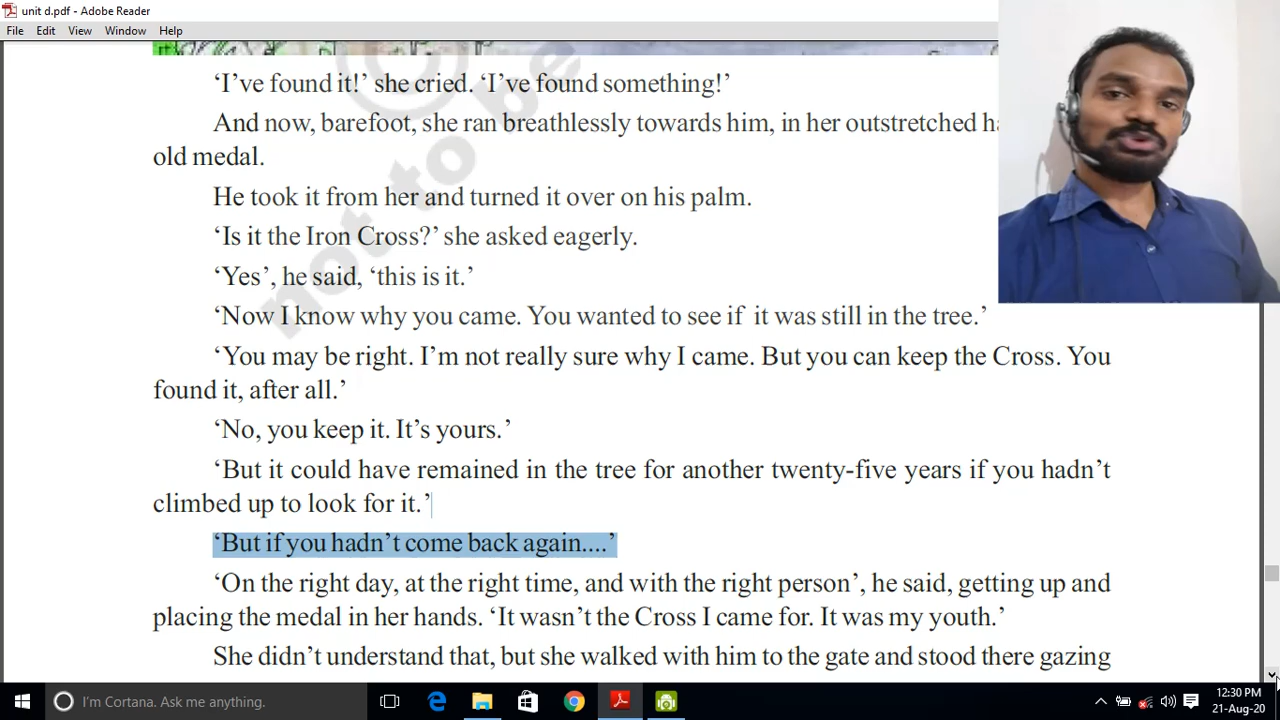 unit d.pdf - Adobe Reader
File Edit View Window Help
‘I’ve found it!’ she cried. ‘I’ve found something!’
And now, barefoot, she ran breathlessly towards him, in her outstretched
old medal.
He took it from her and turned it over on his palm.
‘Is it the Iron Cross?’ she asked eagerly.
‘Yes’, he said, ‘this is it.’
‘Now I know why you came. You wanted to see if it was still in the tree.’
‘You may be right. I’m not really sure why I came. But you can keep the Cross. You
found it, after all.’
‘No, you keep it. It’s yours.’
‘But it could have remained in the tree for another twenty-five years if you hadn’t
climbed up to look for it.’
‘But if you hadn’t come back again....’
‘On the right day, at the right time, and with the right person’, he said, getting up and
placing the medal in her hands. ‘It wasn’t the Cross I came for. It was my youth.’
She didn’t understand that, but she walked with him to the gate and stood there gazing
not to be
©
I'm Cortana. Ask me anything.
12:30 PM
21-Aug-20